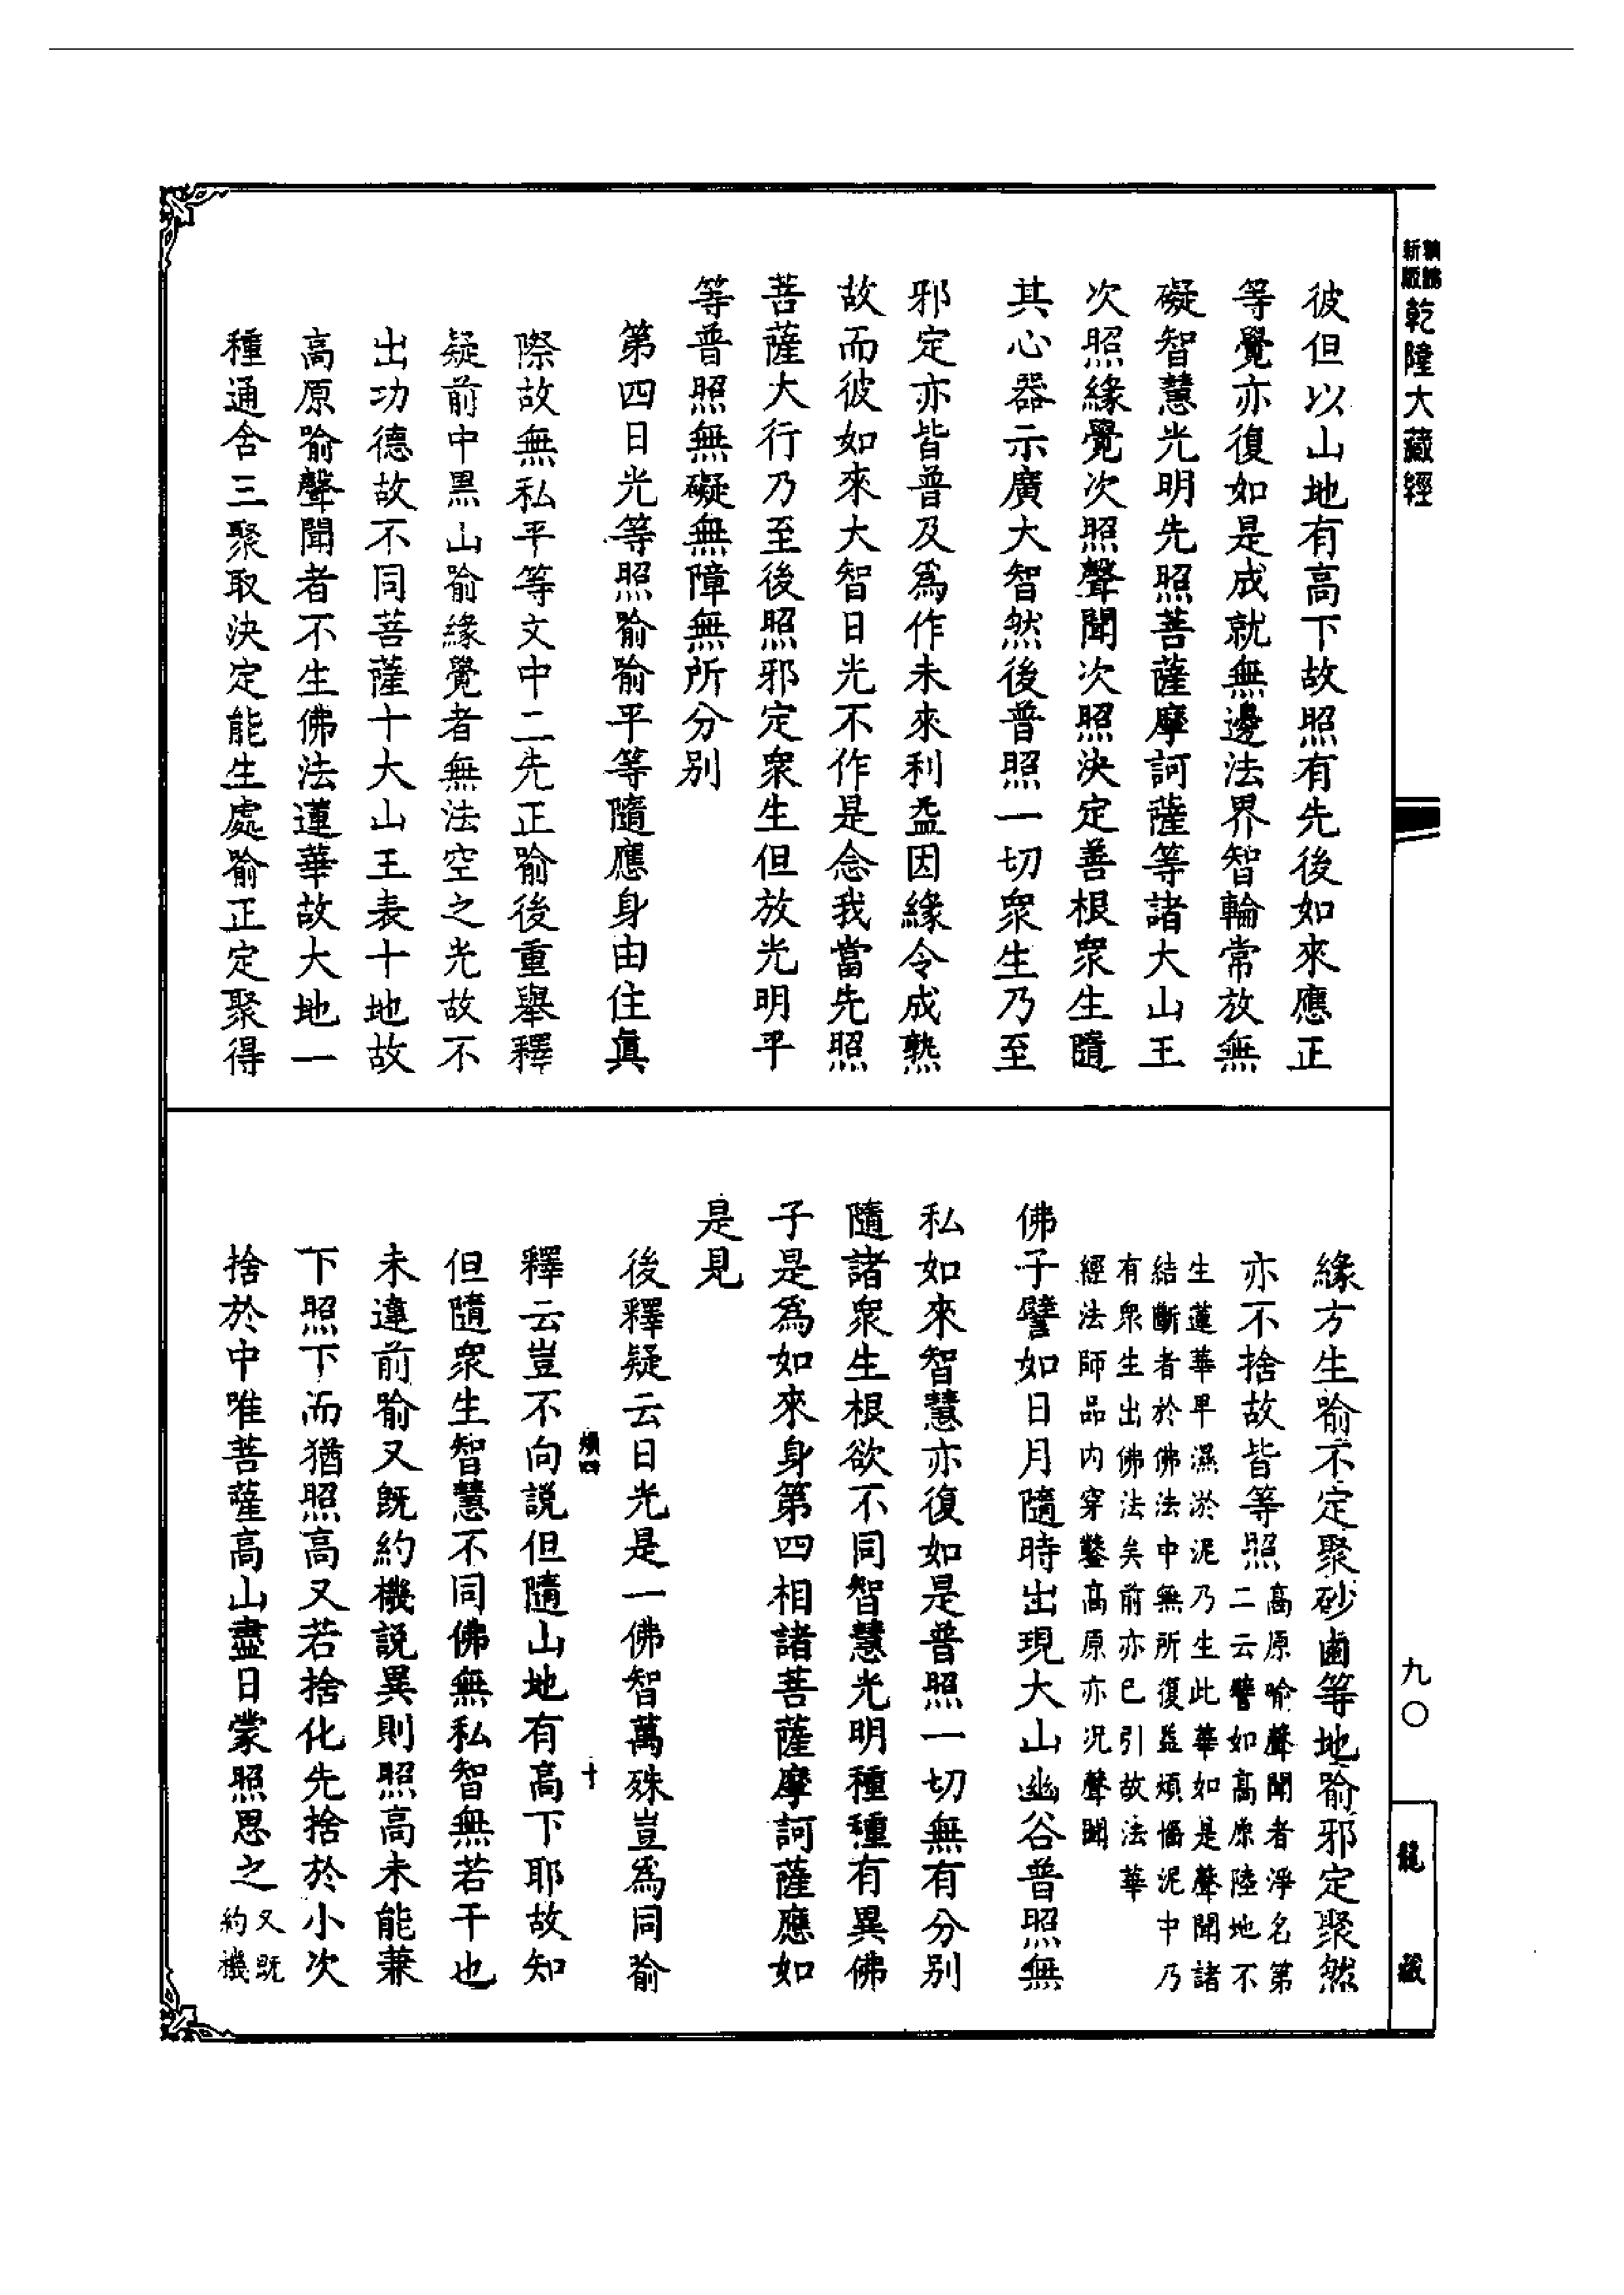 新版
精縮
乾隆大藏經
九〇
龍藏
彼但以山地有高下故照有先後如來應正
等覺亦復如是成就無邊法界智輪常放無
礙智慧光明先照菩薩摩訶薩等諸大山王
次照緣覺次照聲聞次照決定善根衆生隨
其心器示廣大智然後普照一切衆生乃至
邪定亦皆普及爲作未來利益因緣令成熟
故而彼如來大智日光不作是念我當先照
菩薩大行乃至後照邪定衆生但放光明平
等普照無礙無障無所分別
第四日光等照喻喻平等隨應身由住眞
際故無私平等文中二先正喻後重舉釋
疑前中黒山喻緣覺者無法空之光故不
出功德故不同菩薩十大山王表十地故
高原喻聲聞者不生佛法蓮華故大地一
種通含三聚取決定能生處喻正定聚得
緣方生喻不定聚砂鹵等地喻邪定聚然
亦不捨故皆等照高原喻聲聞者淨名第
二云譬如高原陸地不
生蓮華卑濕淤泥乃生此華如是聲聞諸
結斷者於佛法中無所復益煩惱泥中乃
有衆生出佛法矣前亦已引故法華
經法師品内穿鑿高原亦况聲聞
佛子譬如日月隨時出現大山幽谷普照無
私如來智慧亦復如是普照一切無有分別
隨諸衆生根欲不同智慧光明種種有異佛
子是爲如來身第四相諸菩薩摩訶薩應如
是見
後釋疑云日光是一佛智萬殊豈爲同喻
煩四
十
釋云豈不向説但隨山地有高下耶故知
但隨衆生智慧不同佛無私智無若干也
未違前喻又旣約機説異則照高未能兼
下照下而猶照高又若捨化先捨於小次
捨於中唯菩薩高山盡日蒙照思之又旣
約機